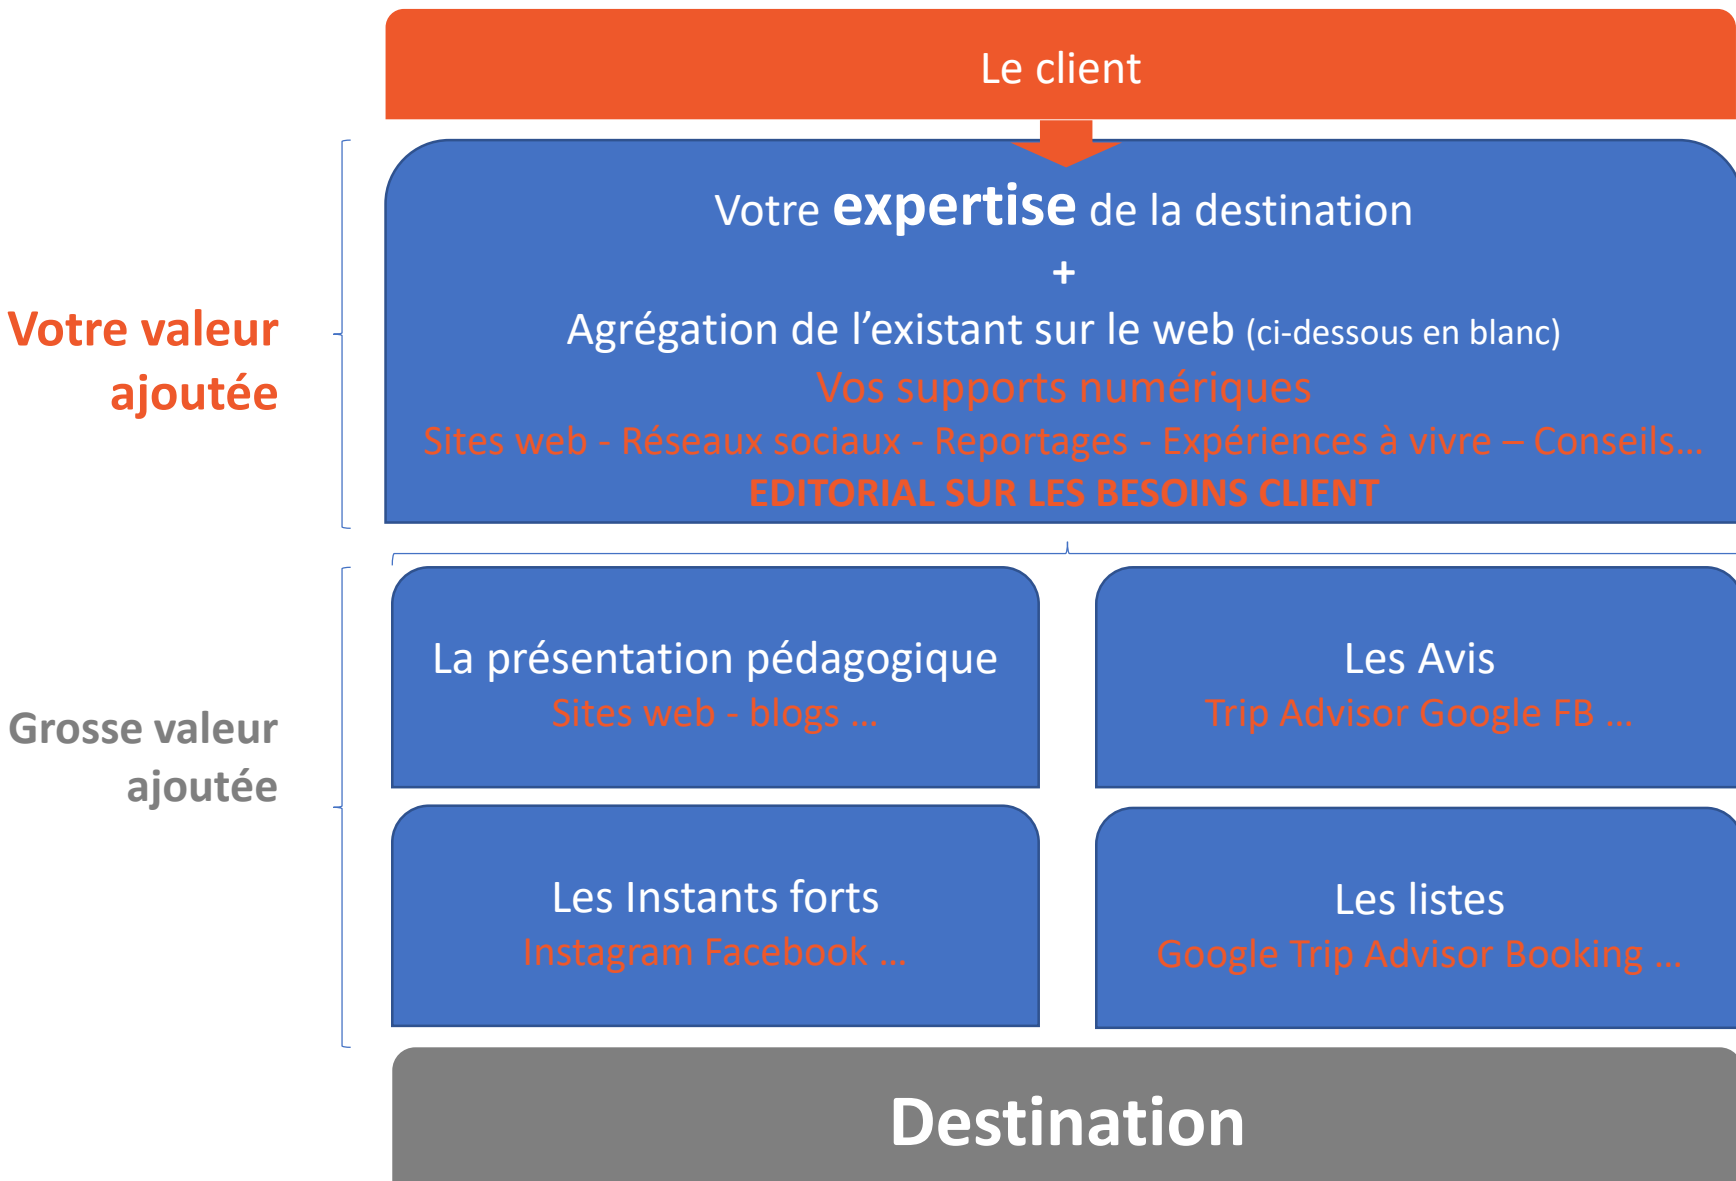 Le client
Votre expertise de la destination
+
Agrégation de l’existant sur le web (ci-dessous en blanc)
Vos supports numériques
Sites web - Réseaux sociaux - Reportages - Expériences à vivre – Conseils…
EDITORIAL SUR LES BESOINS CLIENT
Votre valeur
ajoutée
La présentation pédagogique
Sites web - blogs …
Les Avis
Trip Advisor Google FB …
Grosse valeur
ajoutée
Les Instants forts
Instagram Facebook …
Les listes
Google Trip Advisor Booking …
Destination